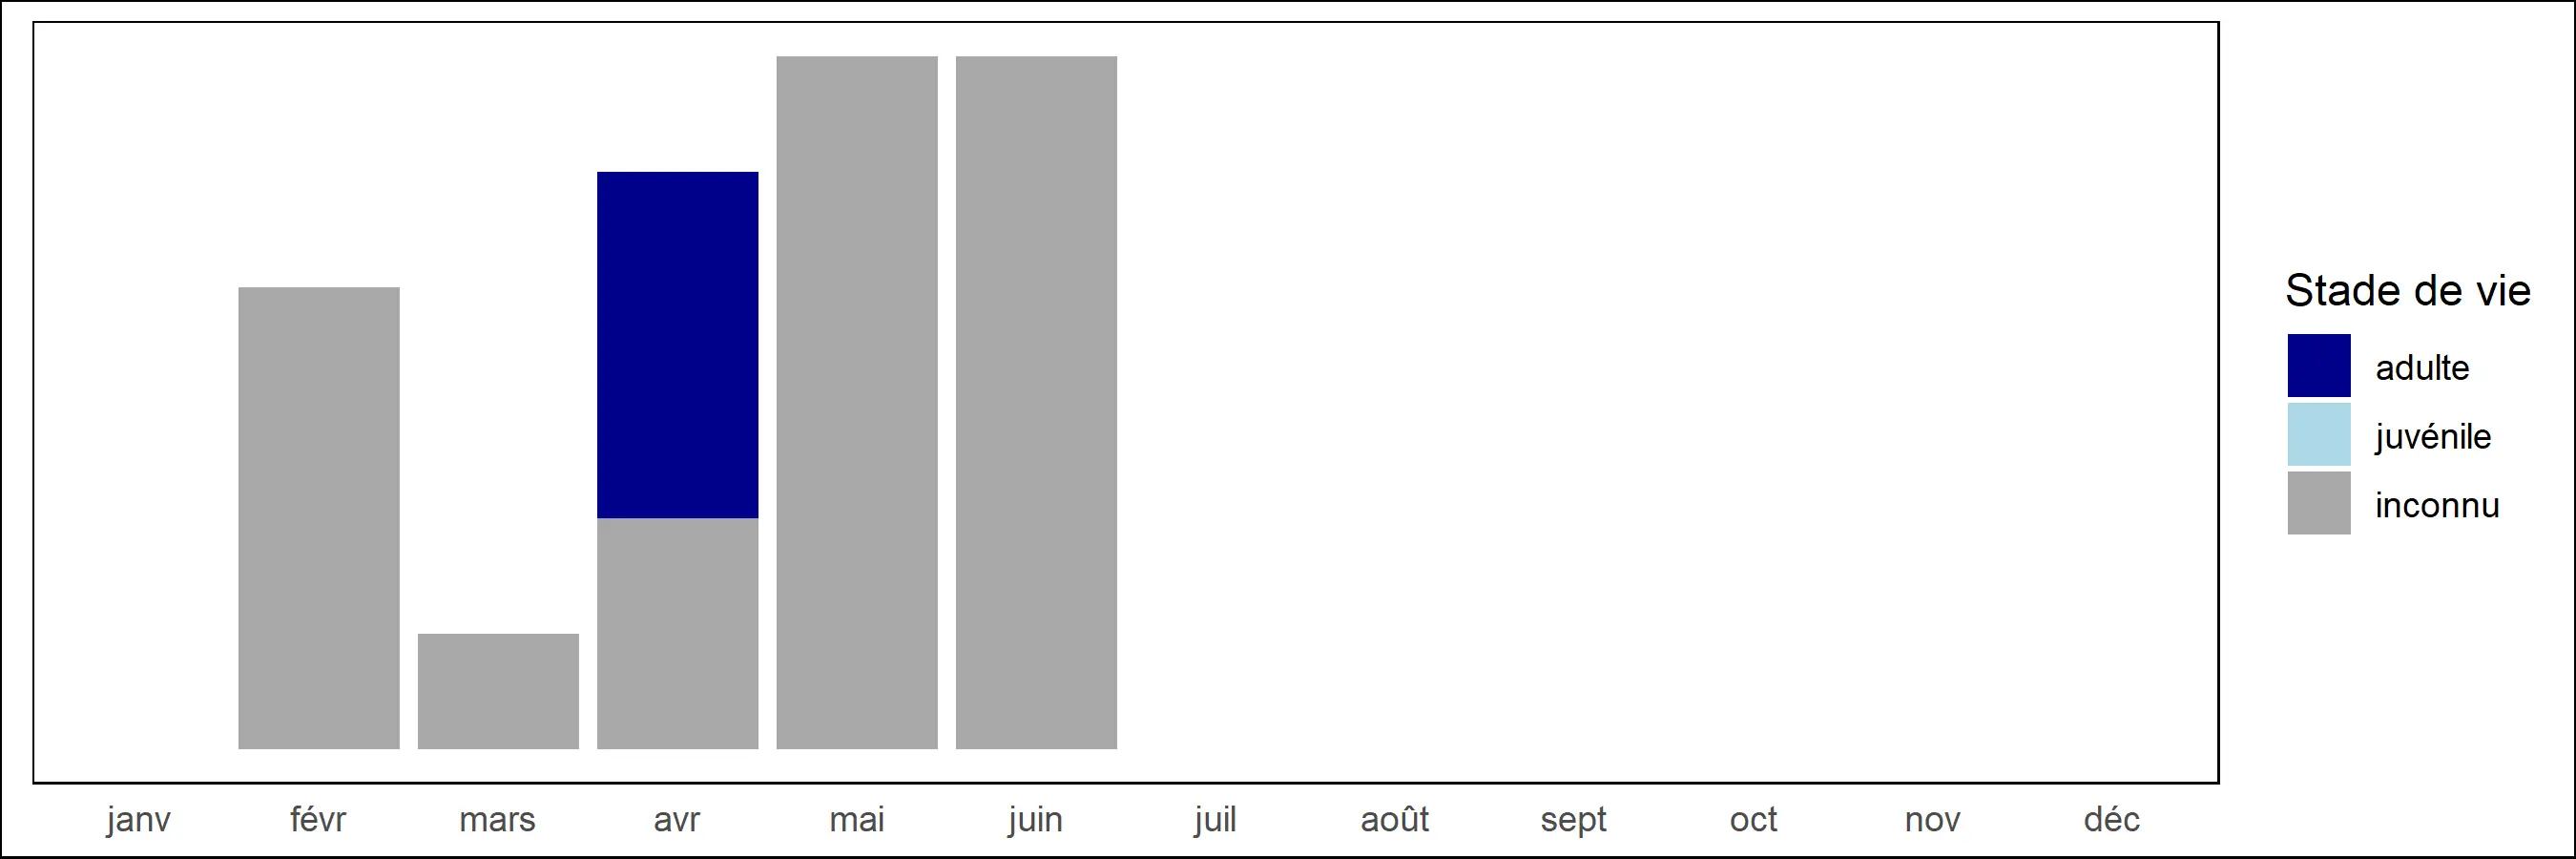 Stade de vie
adulte
juvénile
inconnu
janv févr mars avr mai juin juil août sept oct nov déc